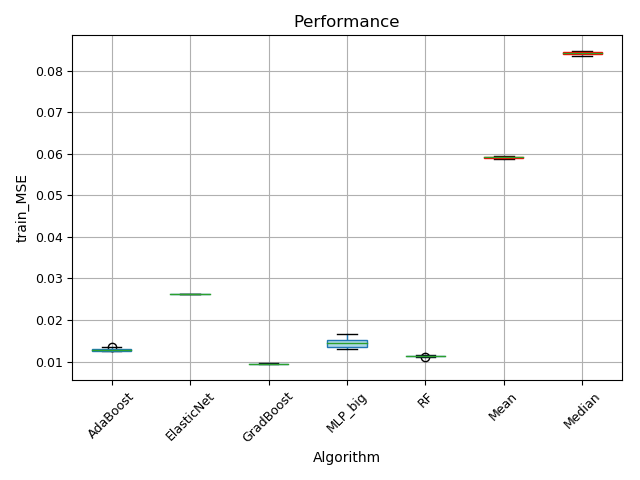 Performance
train_MSE
0.08
0.07
0.06
0.05
0.04
0.03
0.02
0.01
AdaBoost
ElasticNet
GradBoost
MLP_big
RF
Mean
Median
Algorithm